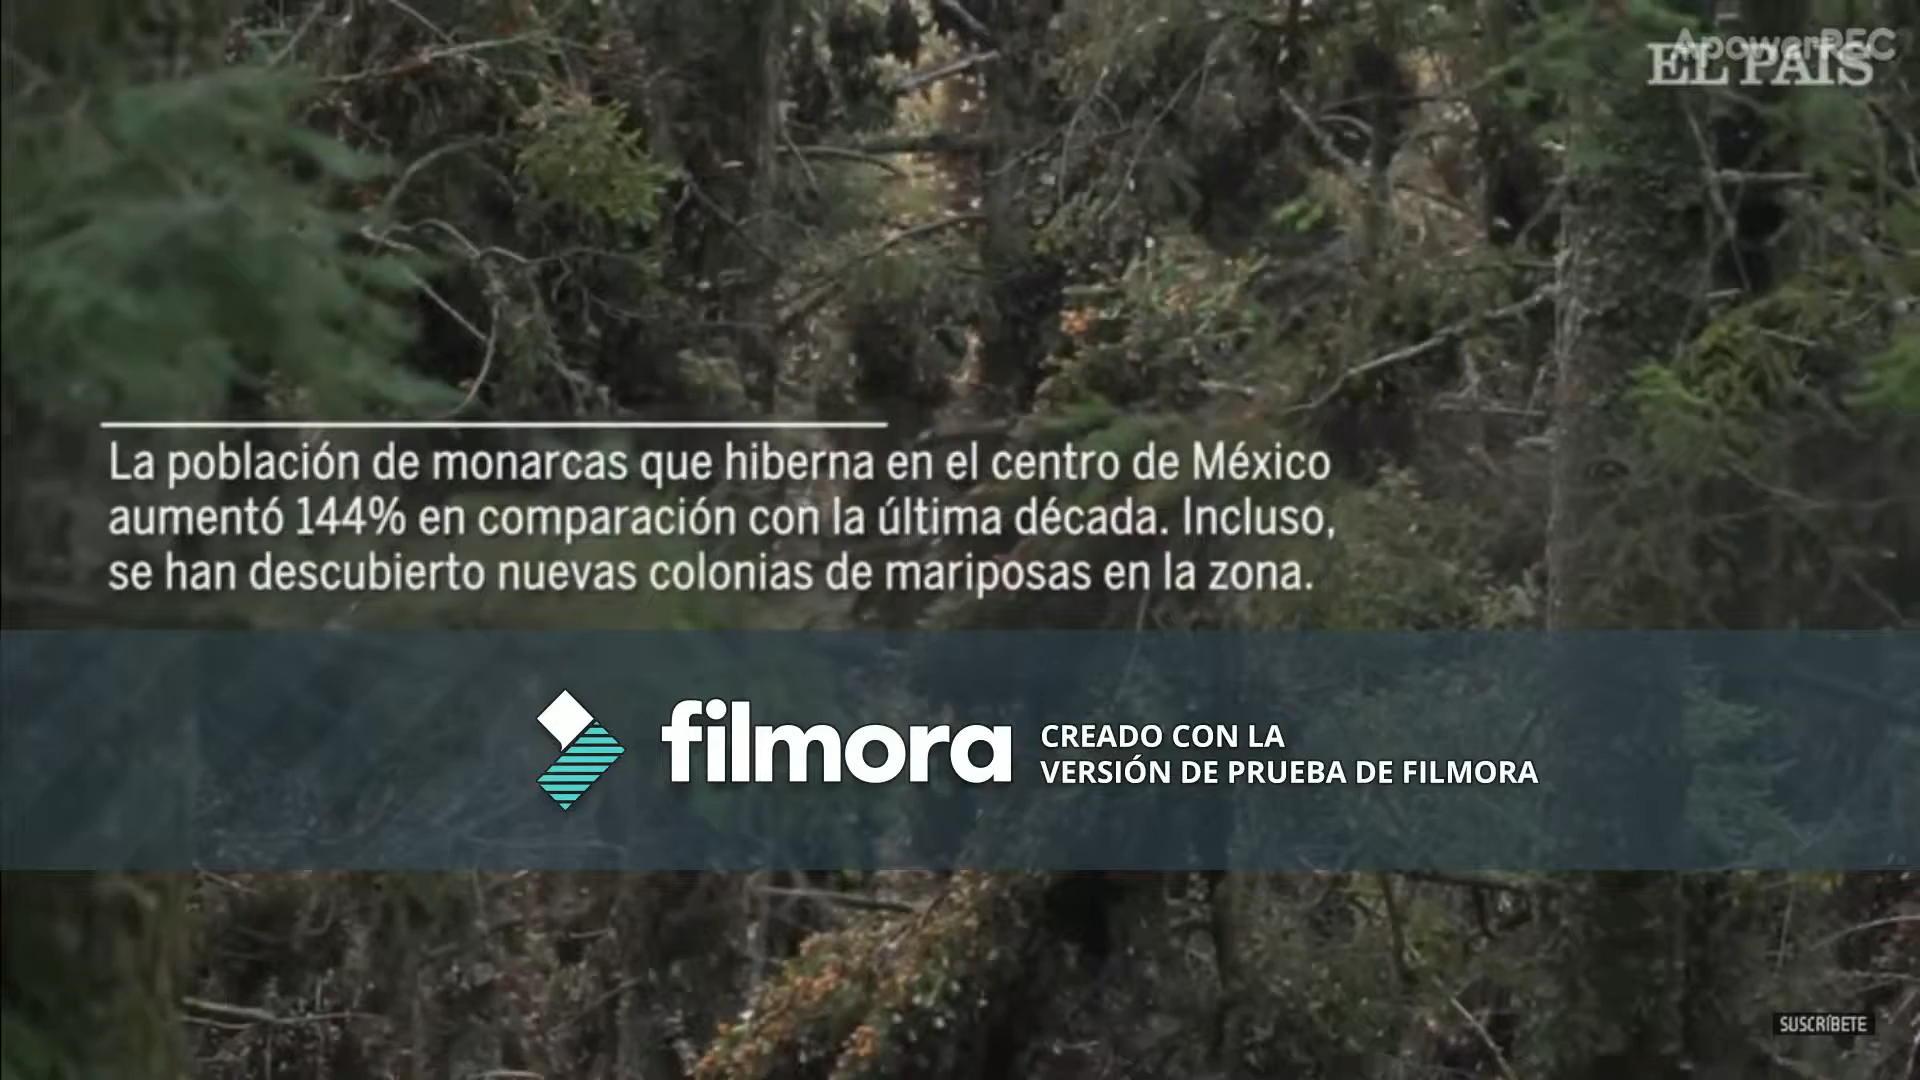 ApowerREC
EL PAÍS
La población de monarcas que hiberna en el centro de México
aumentó 144% en comparación con la última década. Incluso,
se han descubierto nuevas colonias de mariposas en la zona.
filmora
CREADO CON LA
VERSIÓN DE PRUEBA DE FILMORA
SUSCRÍBETE